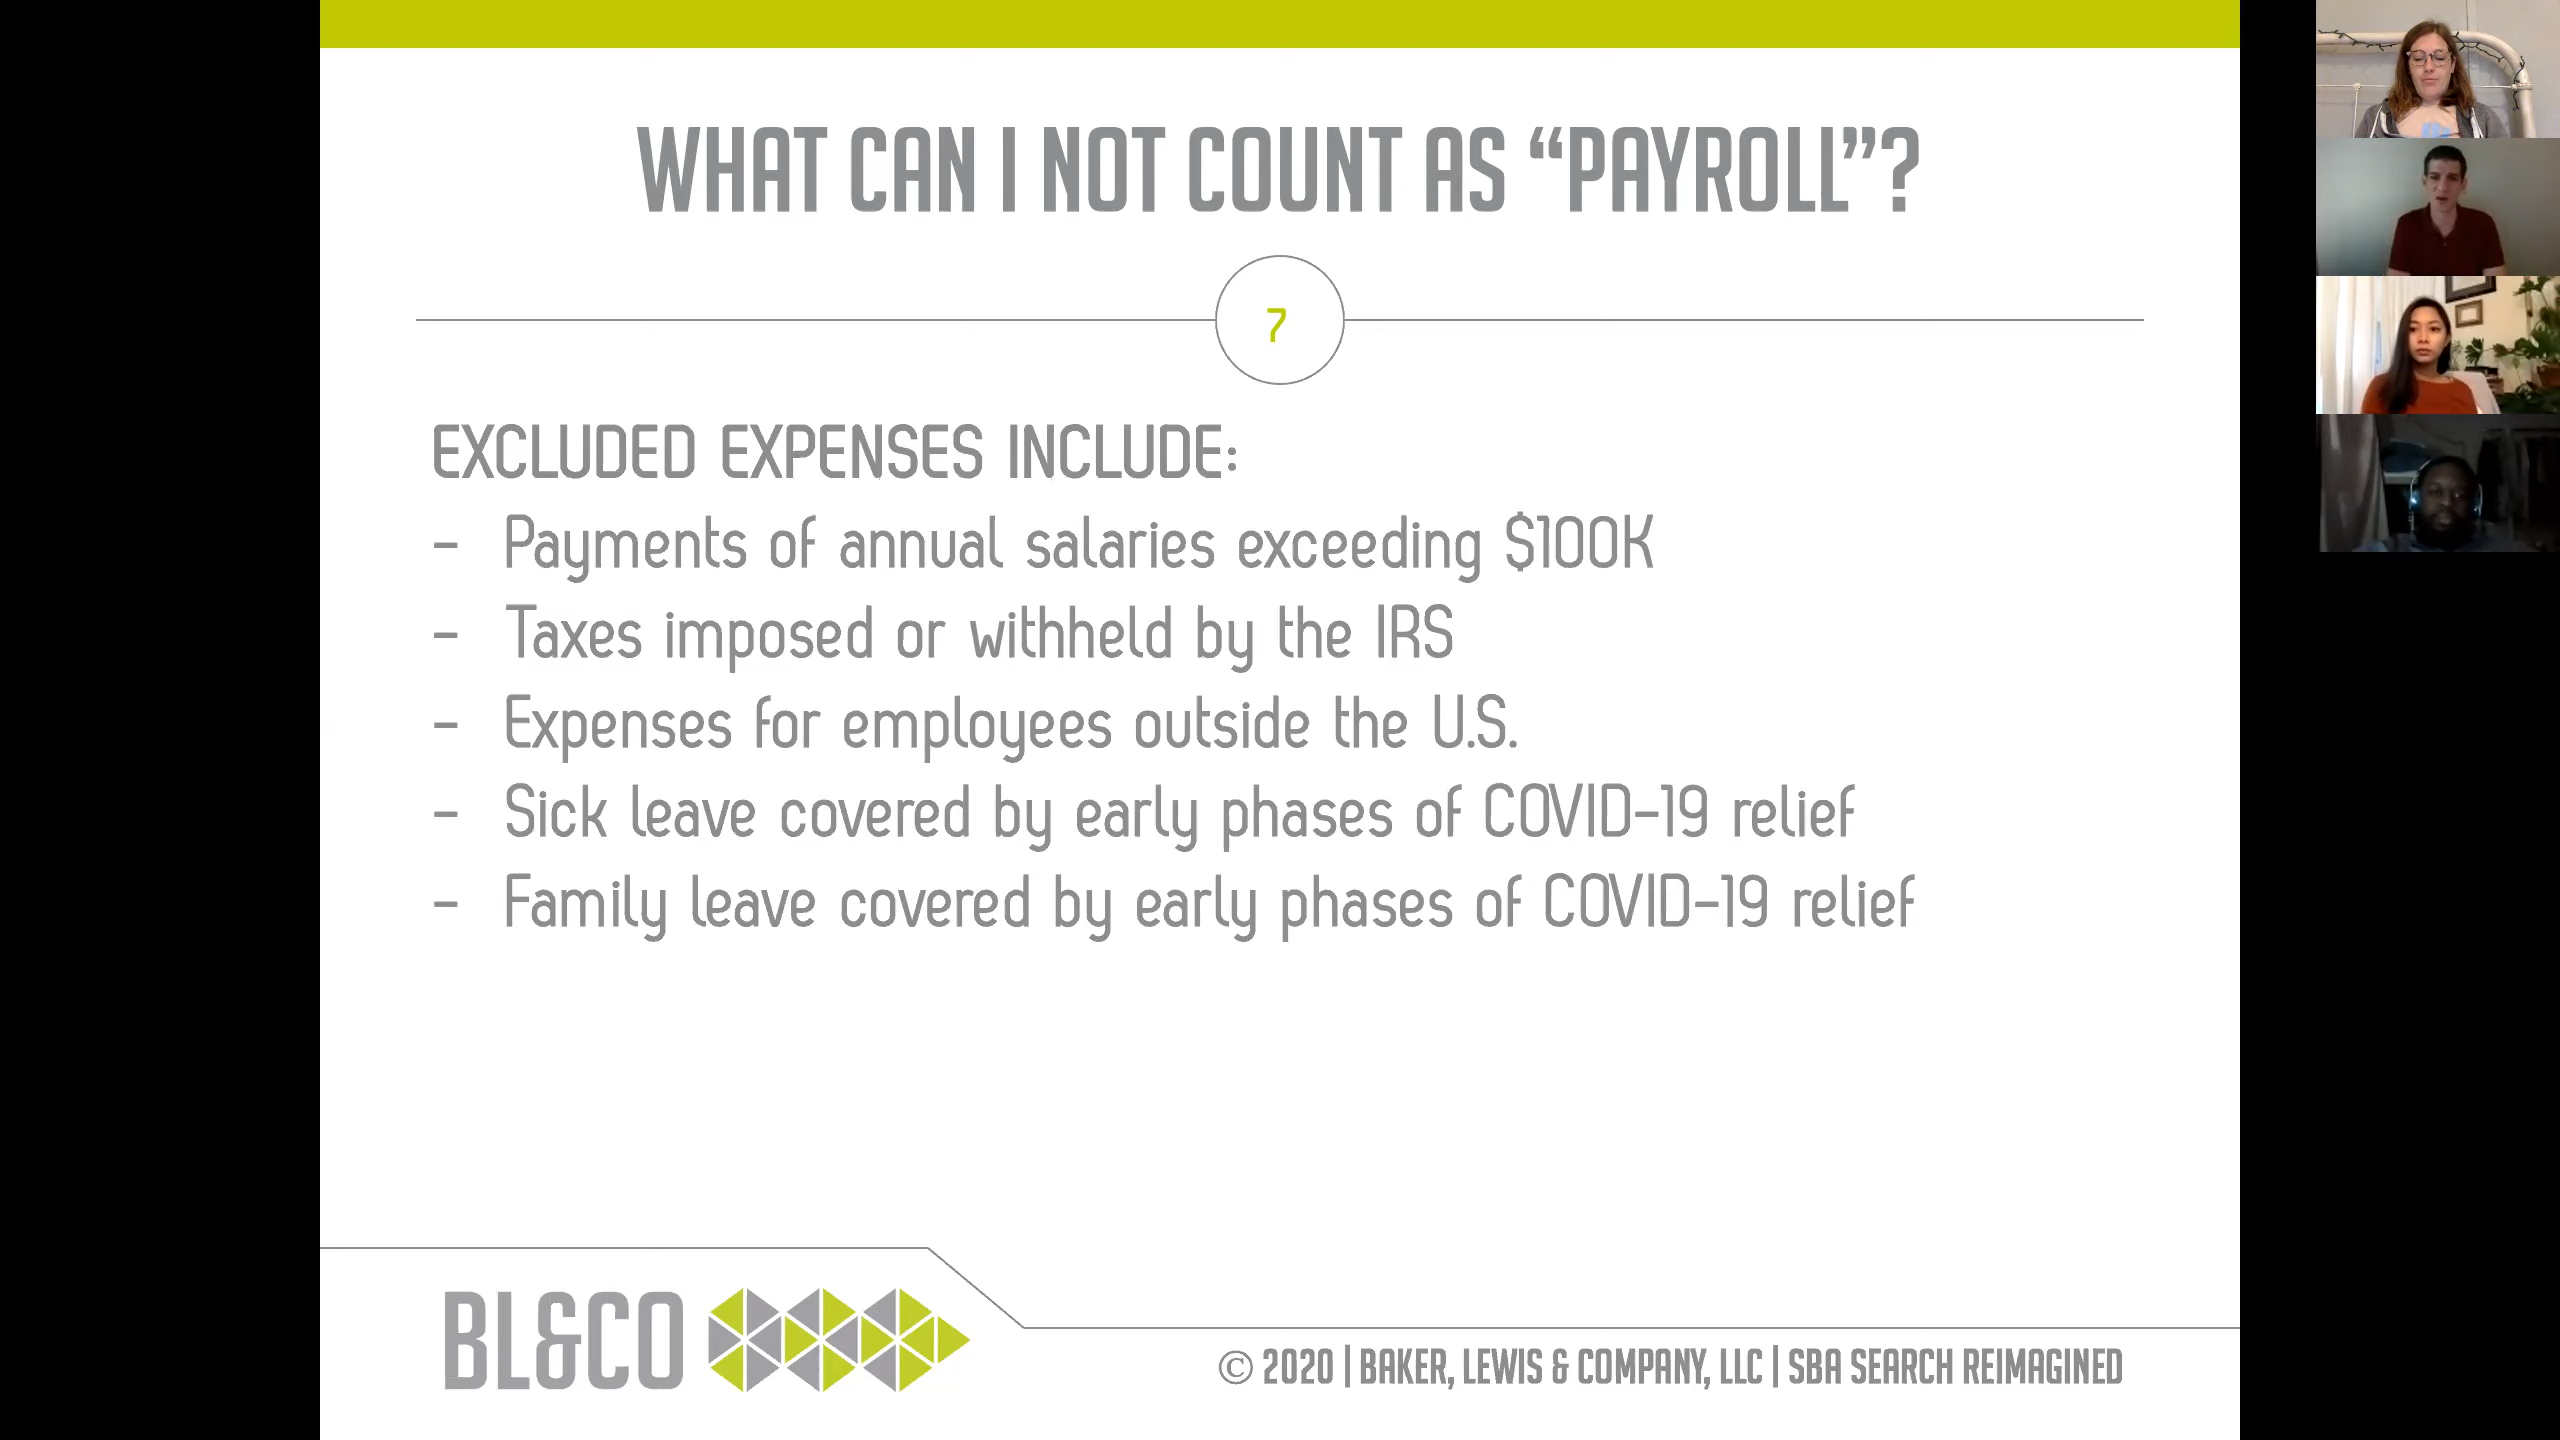 WHAT CAN I NOT COUNT AS “PAYROLL”?
7
EXCLUDED EXPENSES INCLUDE:
- Payments of annual salaries exceeding $100K
- Taxes imposed or withheld by the IRS
- Expenses for employees outside the U.S.
- Sick leave covered by early phases of COVID-19 relief
- Family leave covered by early phases of COVID-19 relief
BL&CO
© 2020 | BAKER, LEWIS & COMPANY, LLC | SBA SEARCH REIMAGINED